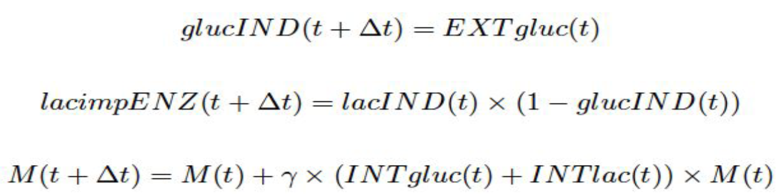 glucIND(t + Δt) = EXTgluc(t)
lacimpENZ(t + Δt) = lacIND(t) × (1 − glucIND(t))
M(t + Δt) = M(t) + γ × (INTgluc(t) + INTlac(t)) × M(t)